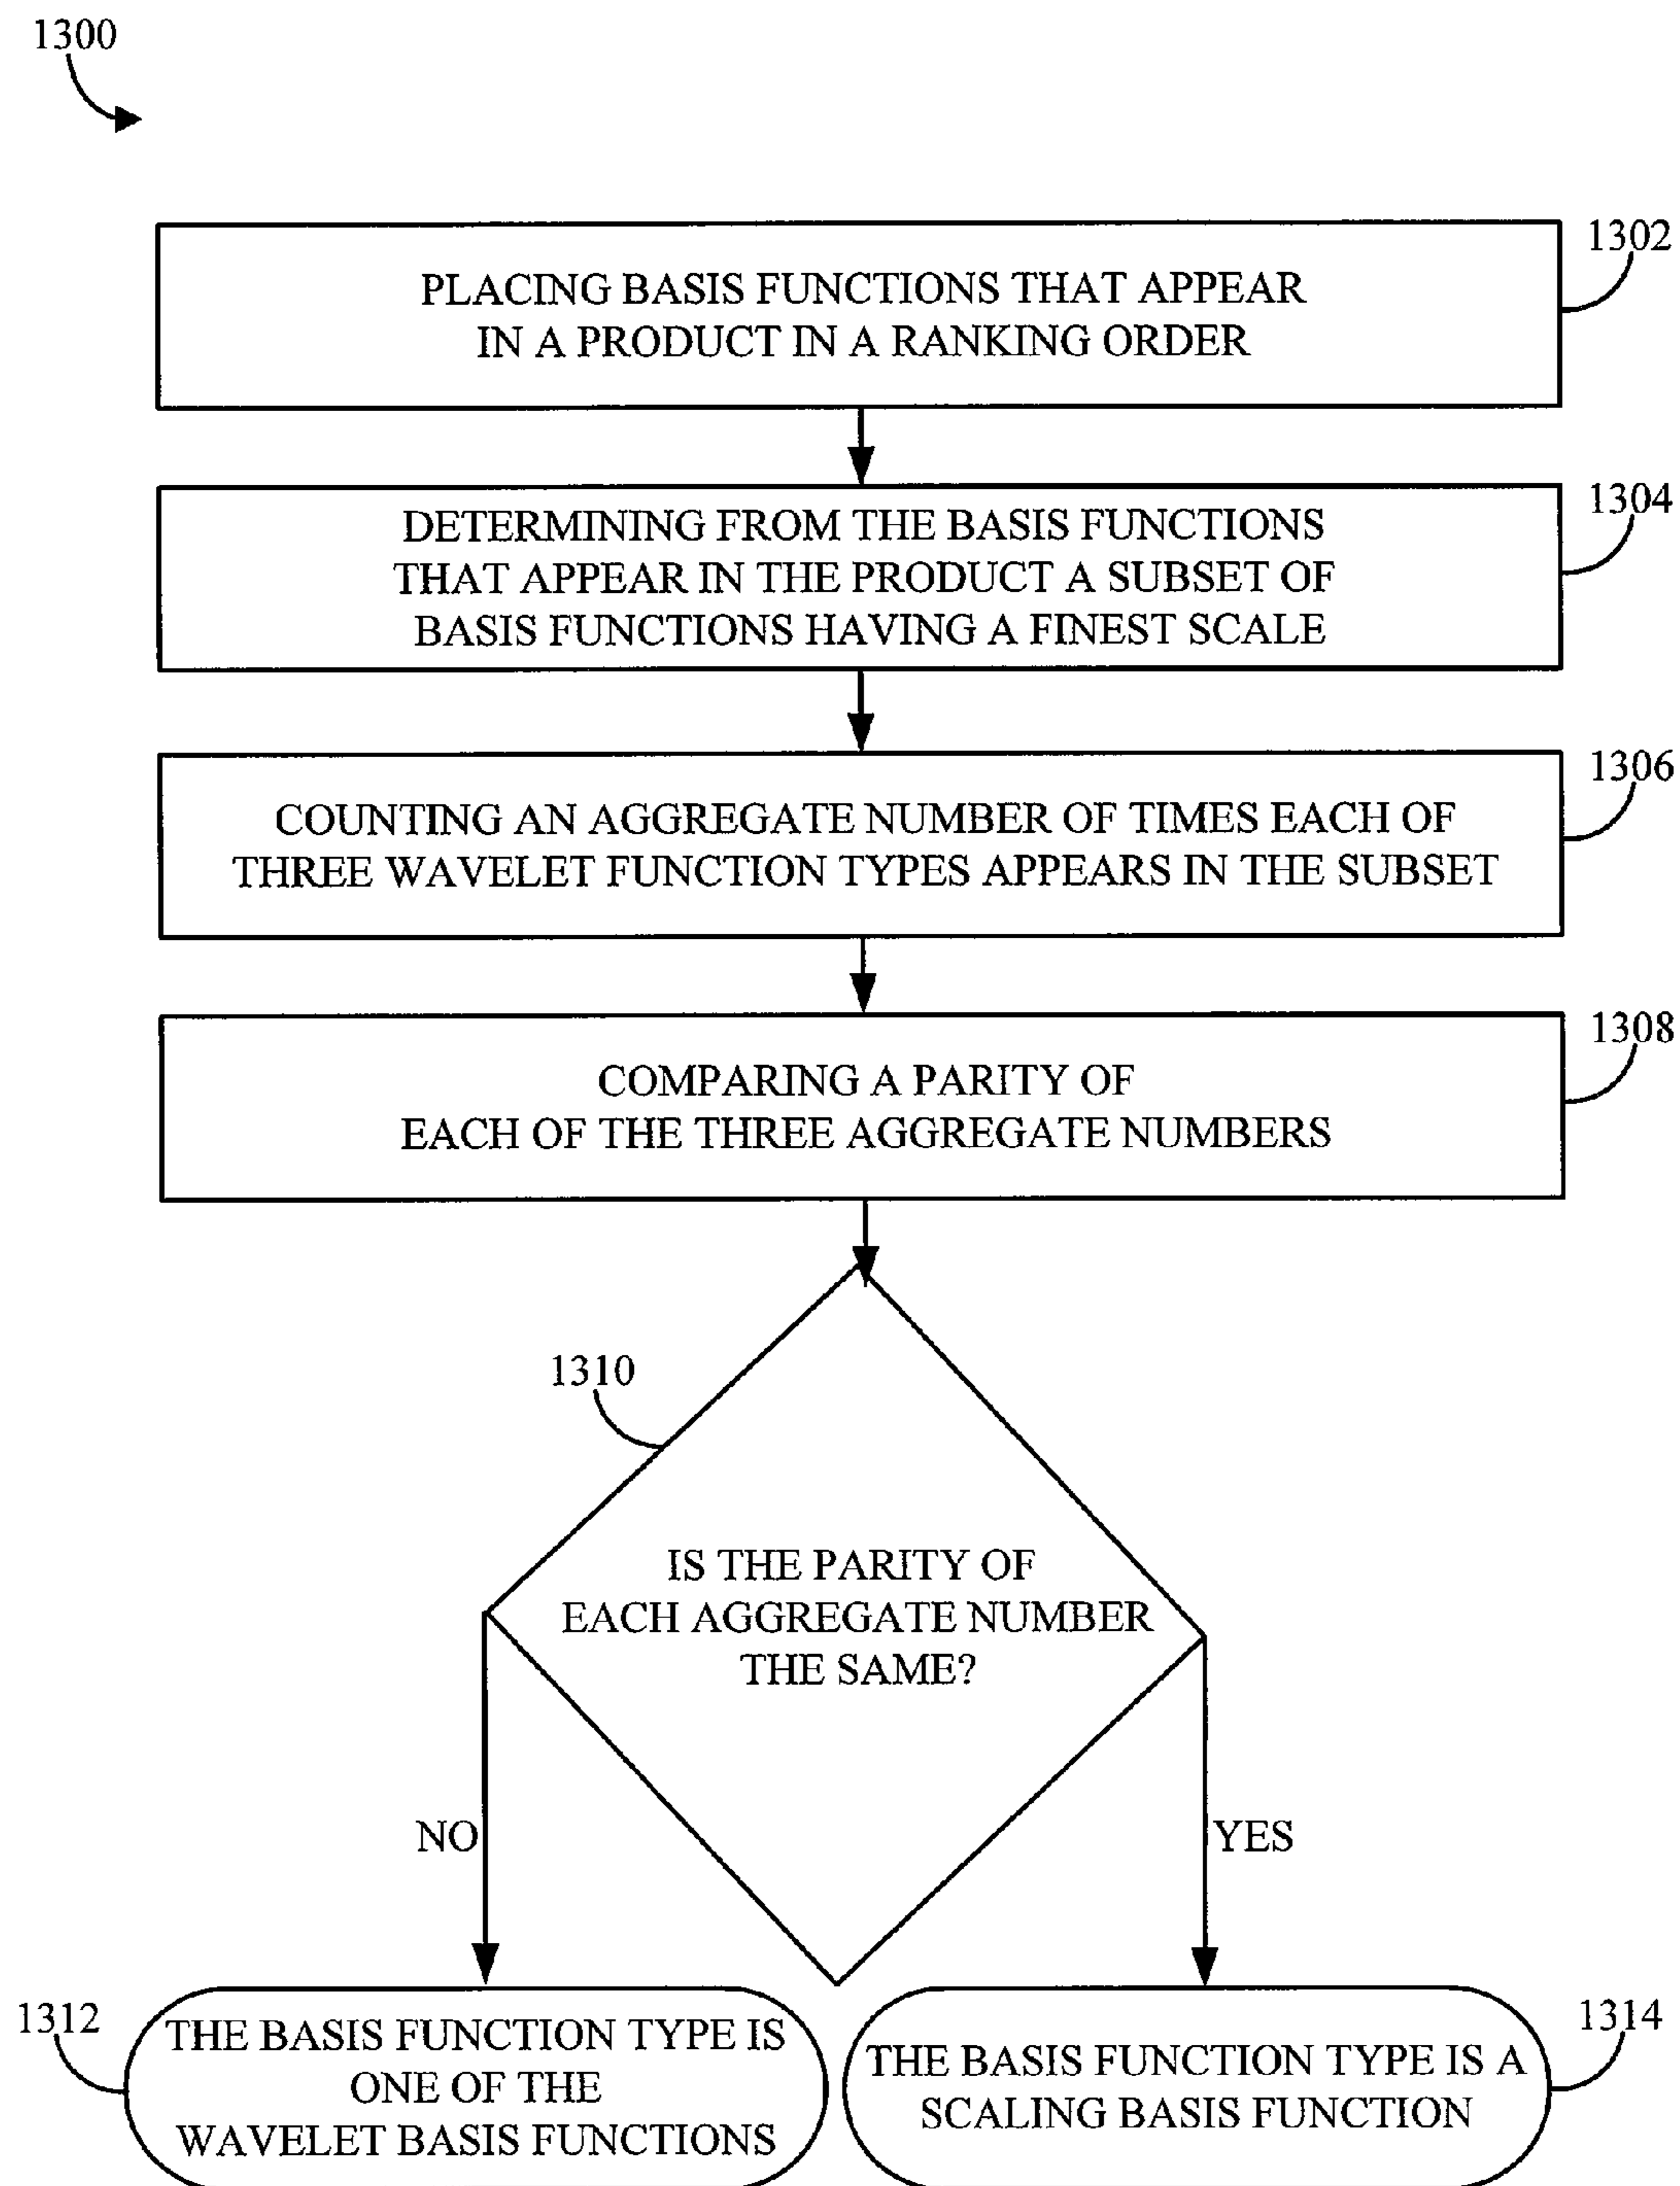 1300
1302
PLACING BASIS FUNCTIONS THAT APPEAR
IN A PRODUCT IN A RANKING ORDER
1304
DETERMINING FROM THE BASIS FUNCTIONS
THAT APPEAR IN THE PRODUCT A SUBSET OF
BASIS FUNCTIONS HAVING A FINEST SCALE
1306
COUNTING AN AGGREGATE NUMBER OF TIMES EACH OF
THREE WAVELET FUNCTION TYPES APPEARS IN THE SUBSET
1308
COMPARING A PARITY OF
EACH OF THE THREE AGGREGATE NUMBERS
1310
IS THE PARITY OF
EACH AGGREGATE NUMBER
THE SAME?
NO
YES
1312
THE BASIS FUNCTION TYPE IS
ONE OF THE
WAVELET BASIS FUNCTIONS
1314
THE BASIS FUNCTION TYPE IS A
SCALING BASIS FUNCTION